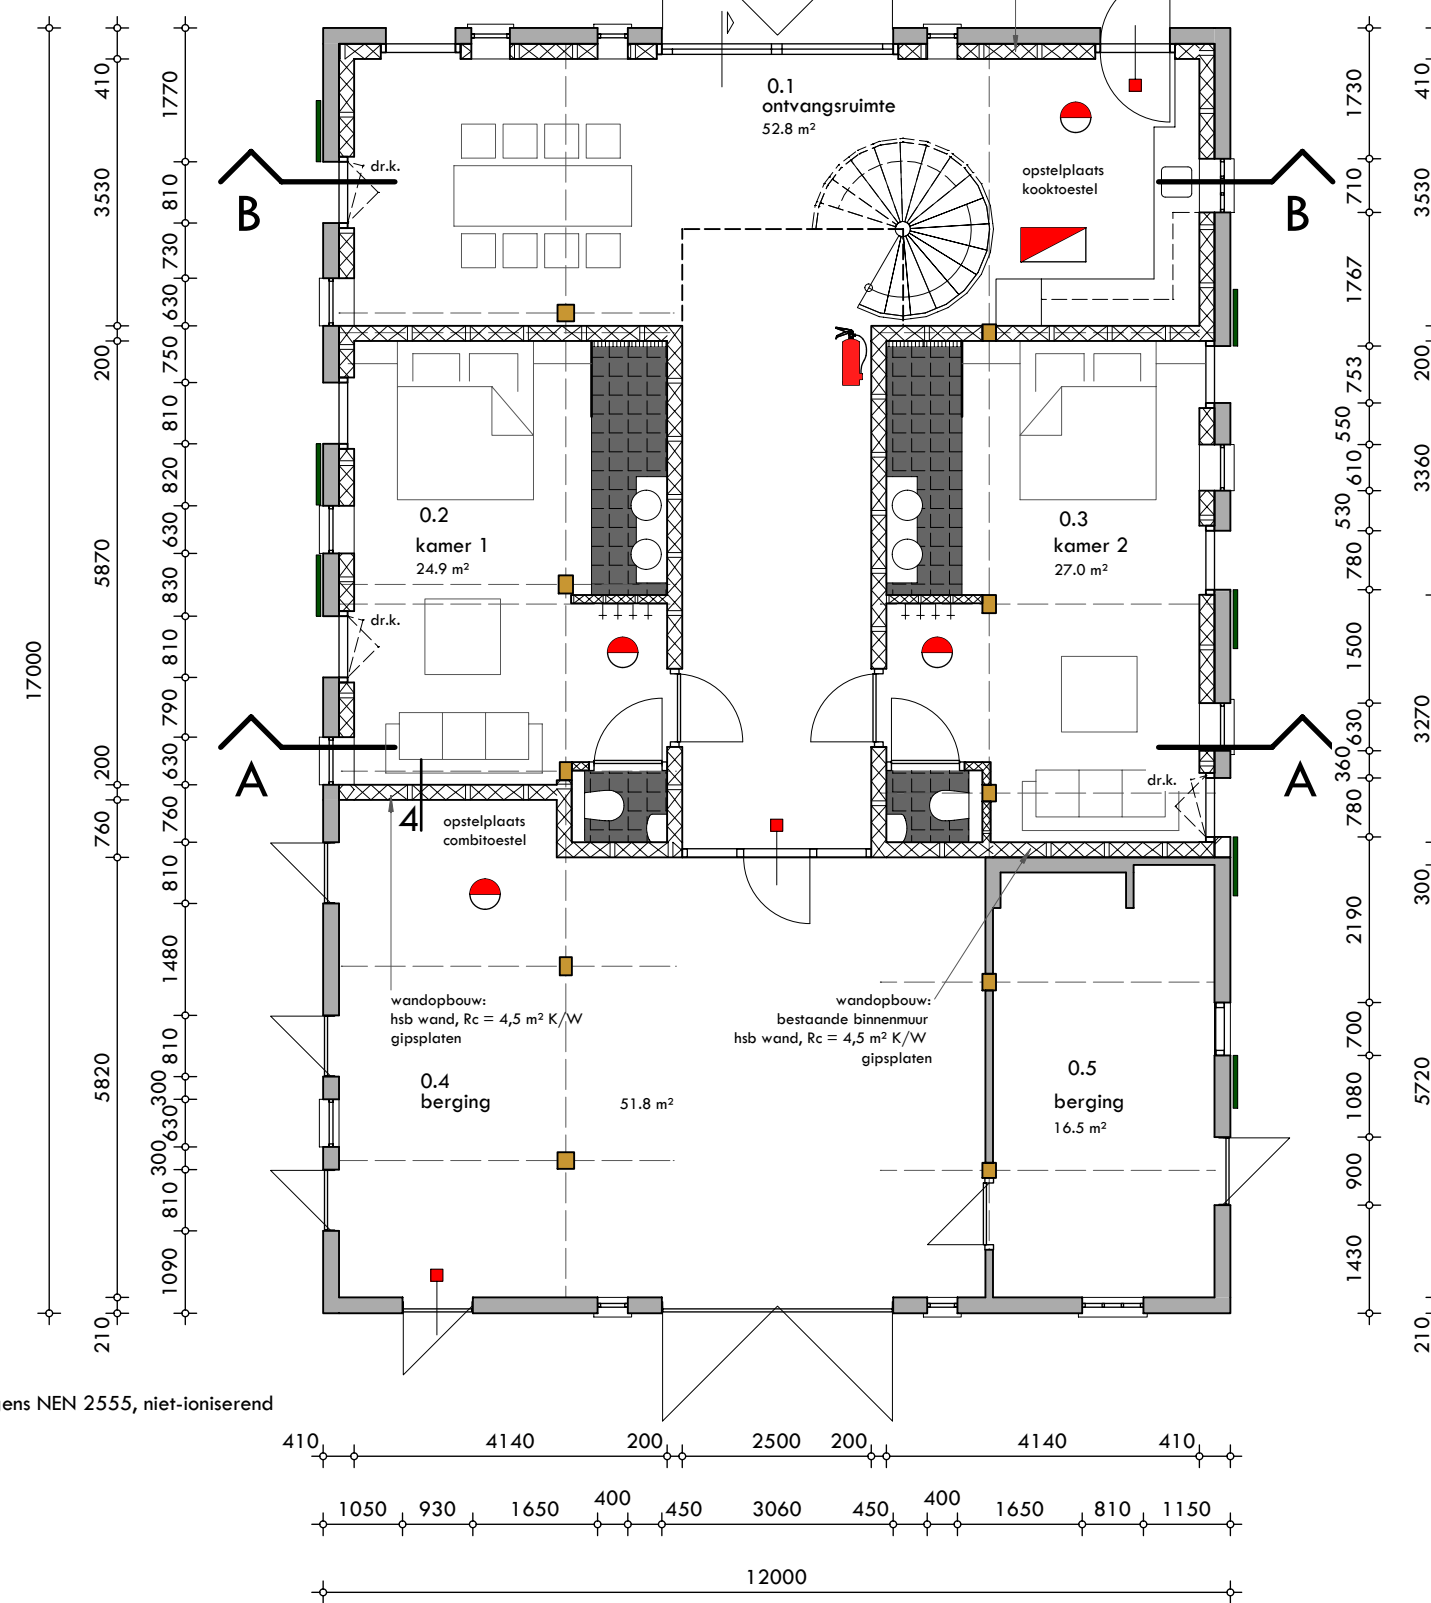 0.1
ontvangsruimte
52.8 m²
opstelplaats
kooktoestel
dr.k.
B
B
0.2
kamer 1
24.9 m²
0.3
kamer 2
27.0 m²
dr.k.
A
A
dr.k.
4
opstelplaats
combitoestel
wandopbouw:
hsb wand, Rc = 4,5 m² K/W
gipsplaten
wandopbouw:
bestaande binnenmuur
hsb wand, Rc = 4,5 m² K/W
gipsplaten
0.4
berging
51.8 m²
0.5
berging
16.5 m²
17000
410
3530
200
5870
200
760
5820
210
1770
810
730
630
750
810
820
630
830
810
790
630
760
810
1480
810
300
630
300
810
1090
1730
710
1767
753
550
610
530
780
1500
630
360
780
2190
700
1080
900
1430
410
3530
200
3360
3270
300
5720
210
ens NEN 2555, niet-ioniserend
410 4140 200 2500 200 4140 410
1050 930 1650 400 450 3060 450 400 1650 810 1150
12000